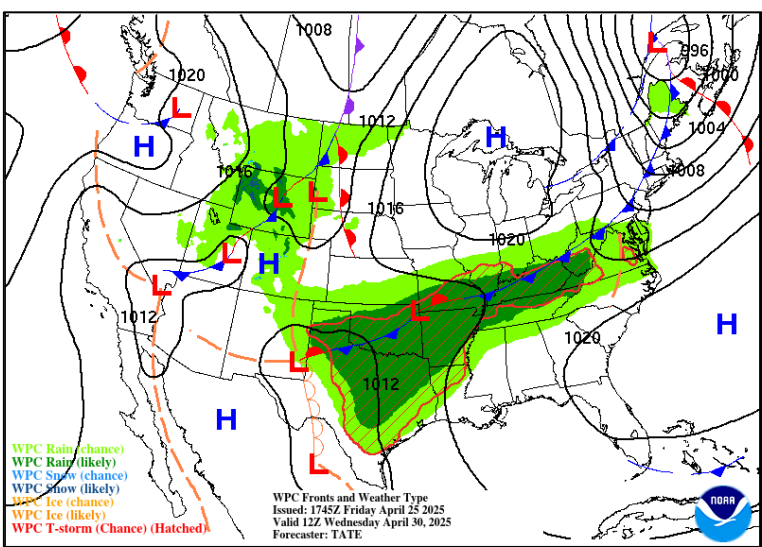 1008
996
1020
L
L
1000
1012
1004
H
H
1016
1008
L
L
1016
1020
L
H
L
1012
L
H
1020
L
1012
H
L
WPC Rain (chance)
WPC Rain (likely)
WPC Snow (chance)
WPC Snow (likely)
WPC Ice (chance)
WPC Ice (likely)
WPC T-storm (Chance) (Hatched)
WPC Fronts and Weather Type
Issued: 1745Z Friday April 25 2025
Valid 12Z Wednesday April 30, 2025
Forecaster: TATE
NOAA